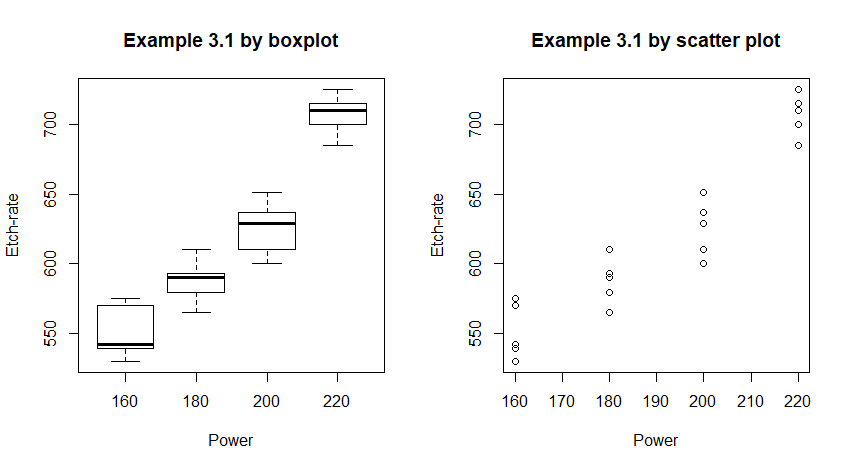 Example 3.1 by boxplot
Etch-rate
700
650
600
550
160 180 200 220
Power
Example 3.1 by scatter plot
Etch-rate
700
650
600
550
160 170 180 190 200 210 220
Power